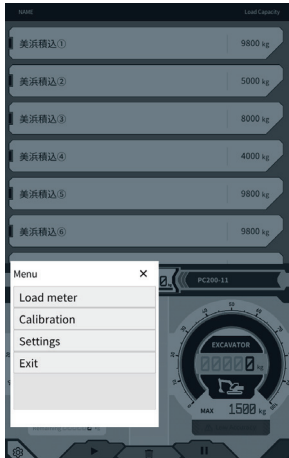 NAME Load Capacity
美浜積込① 9800 kg
美浜積込② 5000 kg
美浜積込③ 8000 kg
美浜積込④ 4000 kg
美浜積込⑤ 9800 kg
美浜積込⑥ 9800 kg
Menu ×
Load meter
Calibration
Settings
Exit
PC200-11
EXCAVATOR
0 kg
MAX 1500 kg